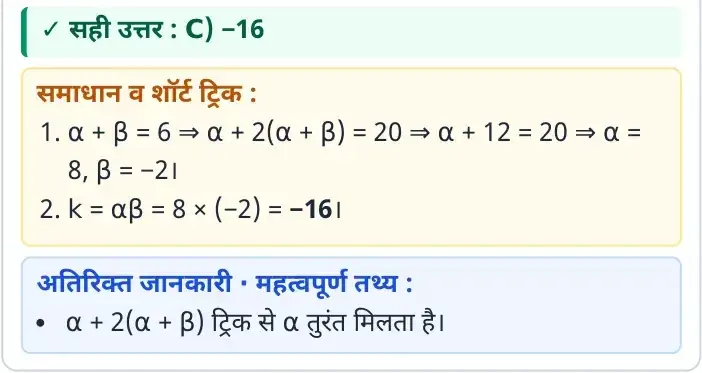 ✓ सही उत्तर : C) −16
समाधान व शॉर्ट ट्रिक :
1. α + β = 6 ⇒ α + 2(α + β) = 20 ⇒ α + 12 = 20 ⇒ α =
8, β = −2।
2. k = αβ = 8 × (−2) = −16।
अतिरिक्त जानकारी · महत्वपूर्ण तथ्य :
• α + 2(α + β) ट्रिक से α तुरंत मिलता है।